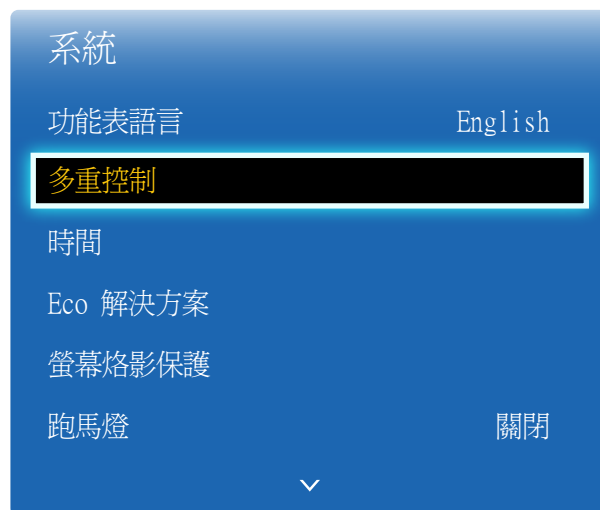 系統
功能表語言 English
多重控制
時間
Eco 解決方案
螢幕烙影保護
跑馬燈 關閉